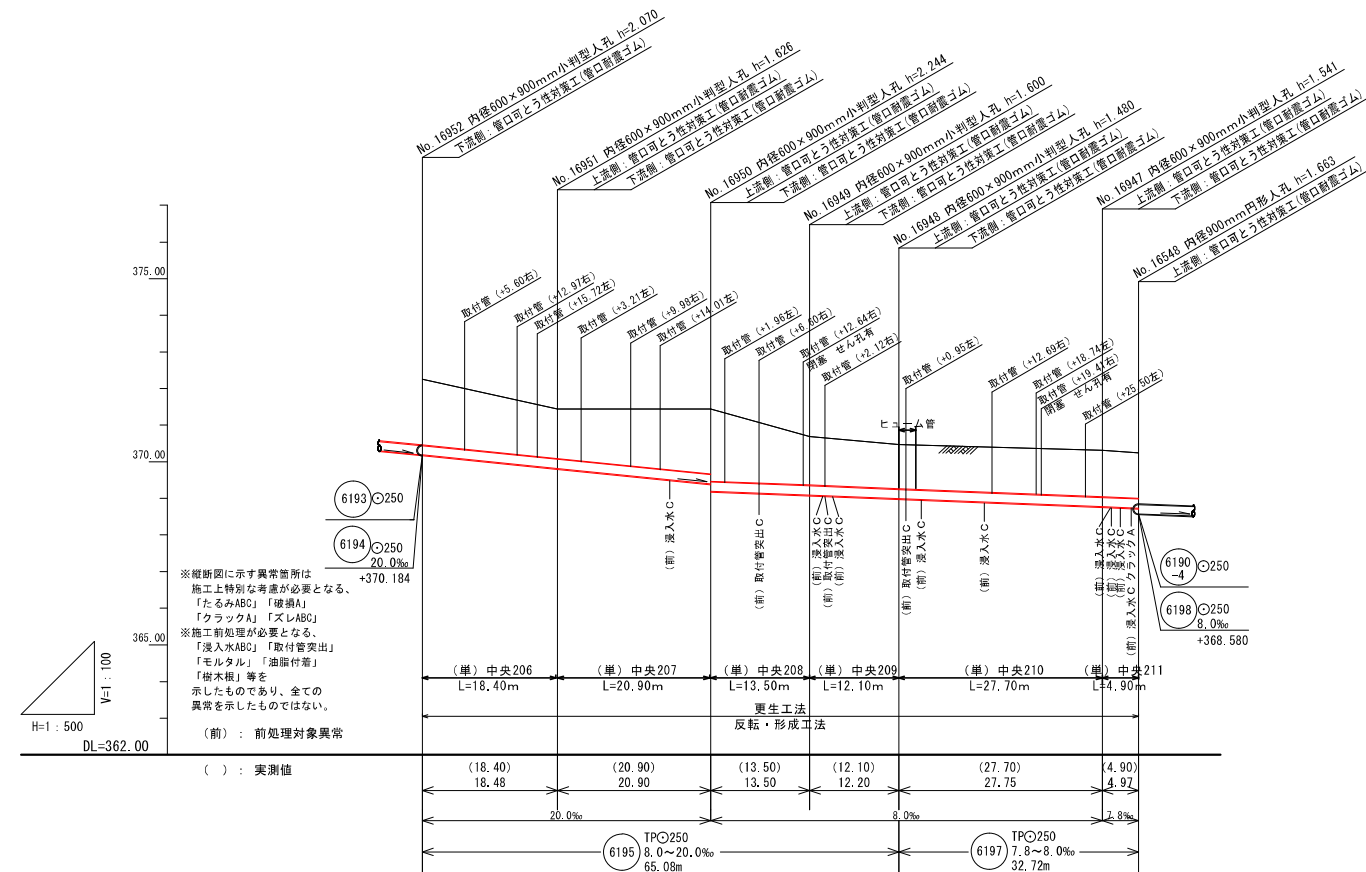 No.16952 内径600×900mm小判型人孔 h=2.070
下流側：管口可とう性対策工(管口耐震ゴム)
No.16951 内径600×900mm小判型人孔 h=1.626
上流側：管口可とう性対策工(管口耐震ゴム)
下流側：管口可とう性対策工(管口耐震ゴム)
No.16950 内径600×900mm小判型人孔 h=2.244
上流側：管口可とう性対策工(管口耐震ゴム)
下流側：管口可とう性対策工(管口耐震ゴム)
No.16949 内径600×900mm小判型人孔 h=1.600
上流側：管口可とう性対策工(管口耐震ゴム)
下流側：管口可とう性対策工(管口耐震ゴム)
No.16948 内径600×900mm小判型人孔 h=1.480
上流側：管口可とう性対策工(管口耐震ゴム)
下流側：管口可とう性対策工(管口耐震ゴム)
No.16947 内径600×900mm小判型人孔 h=1.541
上流側：管口可とう性対策工(管口耐震ゴム)
下流側：管口可とう性対策工(管口耐震ゴム)
No.16548 内径900mm円形人孔 h=1.663
上流側：管口可とう性対策工(管口耐震ゴム)
375.00
370.00
365.00
取付管 (+5.60右)
取付管 (+12.97右)
取付管 (+15.72左)
取付管 (+3.21左)
取付管 (+9.98右)
取付管 (+14.01左)
取付管 (+1.96左)
取付管 (+6.60右)
取付管 (+12.64右)
閉塞 せん孔有
取付管 (+2.12右)
取付管 (+0.95左)
取付管 (+12.69右)
取付管 (+18.74左)
取付管 (+19.41右)
閉塞 せん孔有
取付管 (+25.50左)
ヒューム管
6193 ⊙250
6194 ⊙250
20.0‰
+370.184
(前) 浸入水C
(前) 取付管突出C
(前) 浸入水C
(前) 取付管突出C
(前) 浸入水C
(前) 取付管突出C
(前) 浸入水C
(前) 浸入水C
(前) 浸入水C
(前) 浸入水C
(前) 浸入水C
(前) 浸入水C クラックA
6190
-4
⊙250
6198 ⊙250
8.0‰
+368.580
※縦断図に示す異常箇所は
施工上特別な考慮が必要となる、
「たるみABC」「破損A」
「クラックA」「ズレABC」
※施工前処理が必要となる、
「浸入水ABC」「取付管突出」
「モルタル」「油脂付着」
「樹木根」等を
示したものであり、全ての
異常を示したものではない。
V=1：100
H=1：500
(前)：前処理対象異常
DL=362.00
( )：実測値
(単) 中央206
L=18.40m
(単) 中央207
L=20.90m
(単) 中央208
L=13.50m
(単) 中央209
L=12.10m
(単) 中央210
L=27.70m
(単) 中央211
L=4.90m
更生工法
反転・形成工法
(18.40) (20.90) (13.50) (12.10) (27.70) (4.90)
18.48 20.90 13.50 12.20 27.75 4.97
20.0‰ 8.0‰ 7.8‰
6195
TP⊙250
8.0～20.0‰
65.08m
6197
TP⊙250
7.8～8.0‰
32.72m